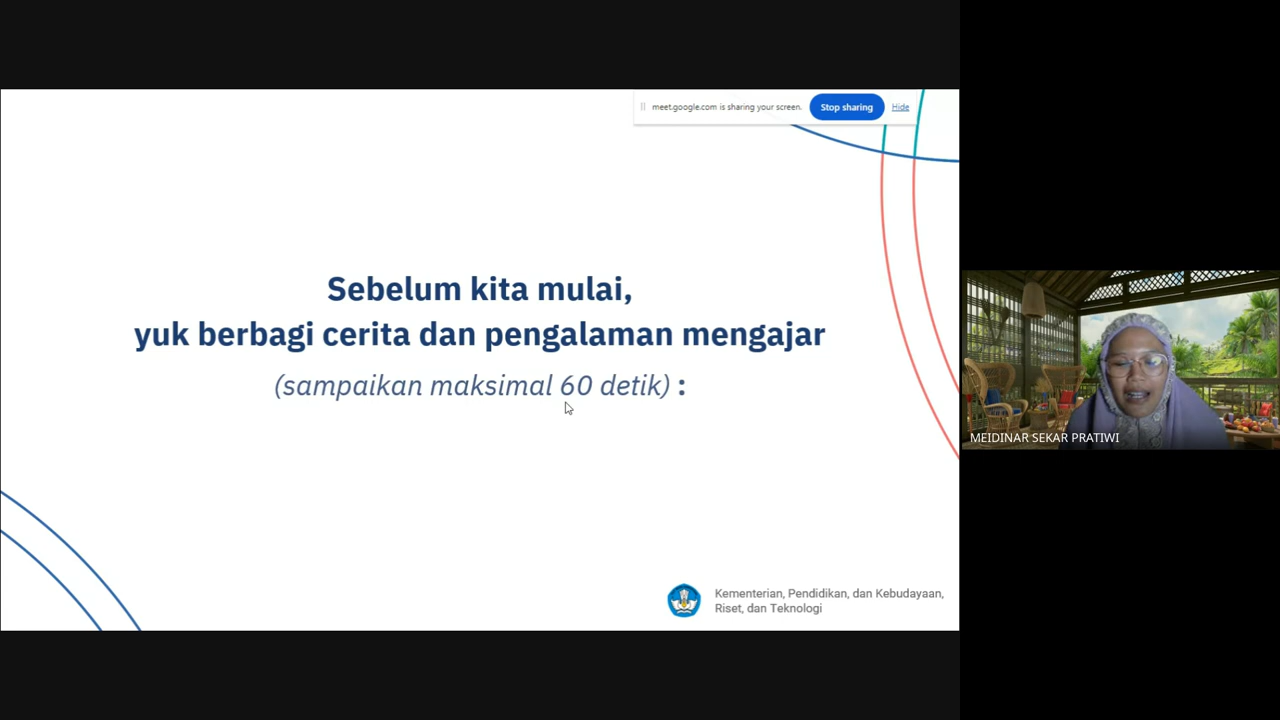 meet.google.com is sharing your screen.
Stop sharing
Hide
Sebelum kita mulai,
yuk berbagi cerita dan pengalaman mengajar
(sampaikan maksimal 60 detik) :
MEIDINAR SEKAR PRATIWI
Kementerian, Pendidikan, dan Kebudayaan,
Riset, dan Teknologi